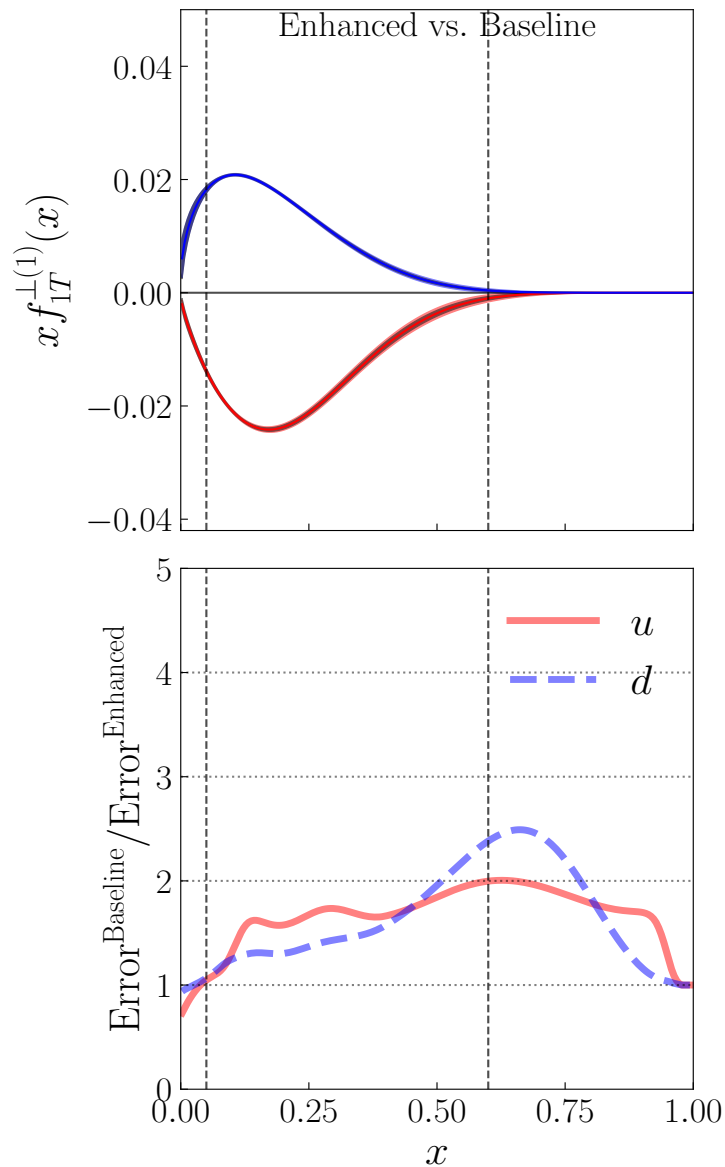 Enhanced vs. Baseline
0.04
0.02
0.00
−0.02
−0.04
x f_{1T}^{⊥(1)}(x)
5
4
3
2
1
0
Error^{Baseline}/Error^{Enhanced}
u
d
0.00 0.25 0.50 0.75 1.00
x